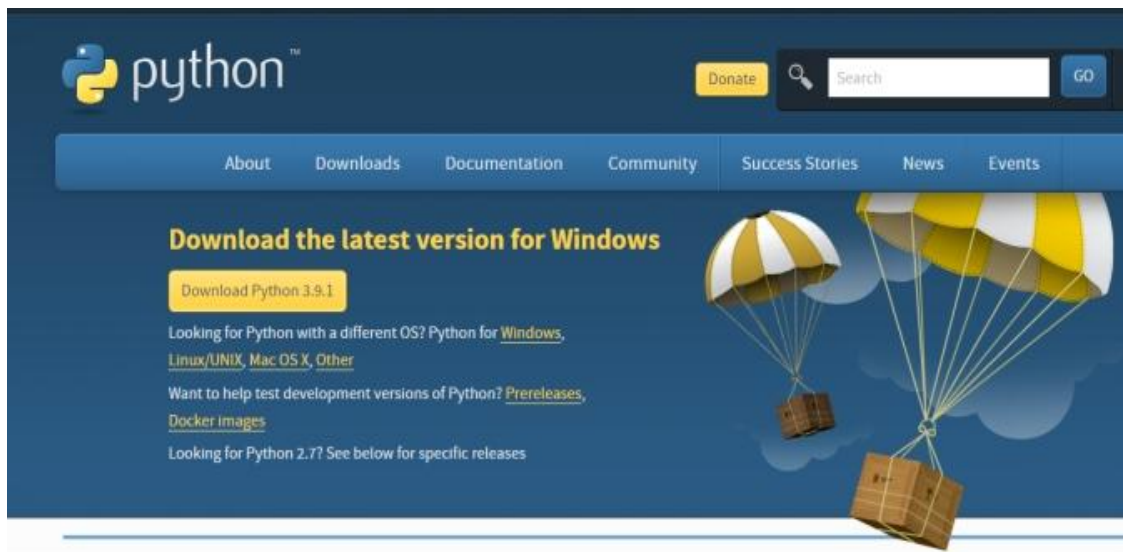 python™
Donate
Search
GO
About Downloads Documentation Community Success Stories News Events
Download the latest version for Windows
Download Python 3.9.1
Looking for Python with a different OS? Python for Windows,
Linux/UNIX, Mac OS X, Other
Want to help test development versions of Python? Prereleases,
Docker images
Looking for Python 2.7? See below for specific releases